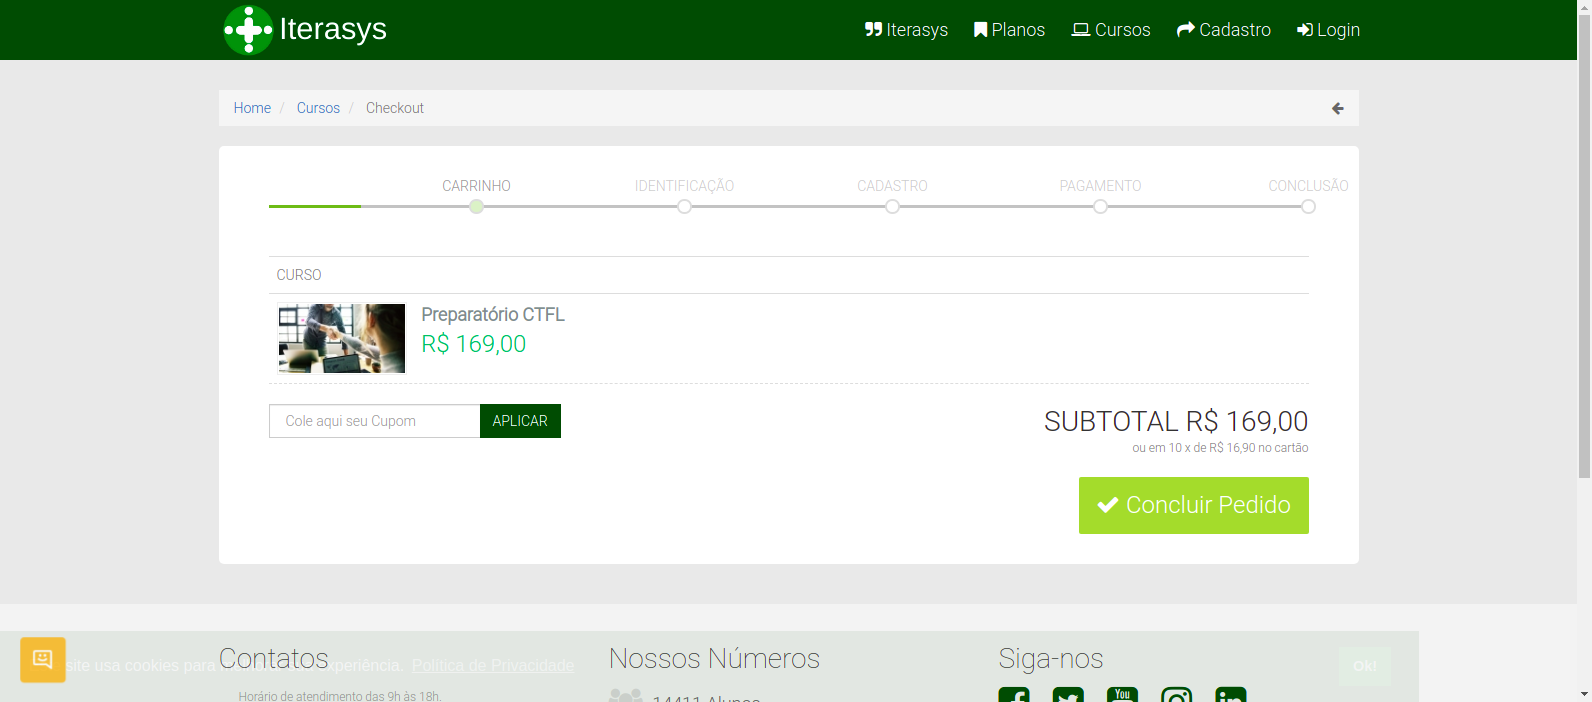 Iterasys
Iterasys Planos Cursos Cadastro Login
Home / Cursos / Checkout
CARRINHO IDENTIFICAÇÃO CADASTRO PAGAMENTO CONCLUSÃO
CURSO
Preparatório CTFL
R$ 169,00
Cole aqui seu Cupom APLICAR
SUBTOTAL R$ 169,00
ou em 10 x de R$ 16,90 no cartão
Concluir Pedido
Contatos Nossos Números Siga-nos
site usa cookies para experiência. Política de Privacidade Ok!
Horário de atendimento das 9h às 18h.
14411 Alunos
You